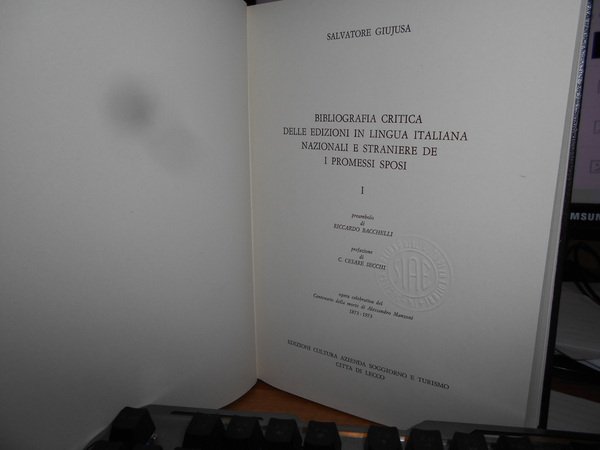 SALVATORE GIUJUSA
BIBLIOGRAFIA CRITICA
DELLE EDIZIONI IN LINGUA ITALIANA
NAZIONALI E STRANIERE DE
I PROMESSI SPOSI
I
preambolo
di
RICCARDO BACCHELLI
prefazione
di
C. CESARE SECCHI
opera celebrativa del
Centenario della morte di Alessandro Manzoni
1873-1973
EDIZIONI CULTURA AZIENDA SOGGIORNO E TURISMO
CITTÀ DI LECCO
SIAE